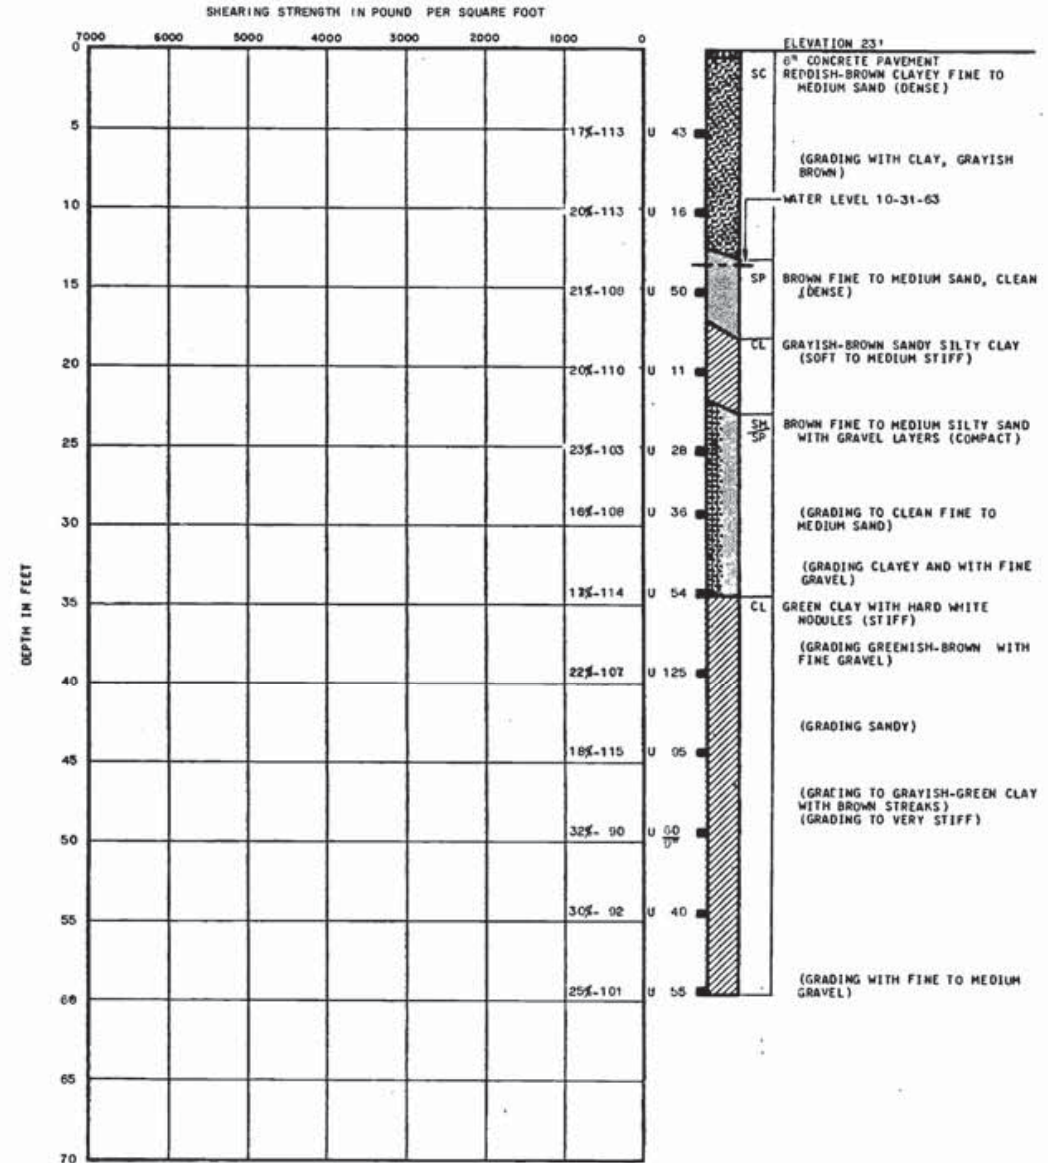 SHEARING STRENGTH IN POUND PER SQUARE FOOT
7000 6000 5000 4000 3000 2000 1000 0
DEPTH IN FEET
0
5
10
15
20
25
30
35
40
45
50
55
60
65
70
17%-113 U 43
20%-113 U 16
21%-108 U 50
20%-110 U 11
23%-103 U 28
16%-108 U 36
17%-114 U 54
22%-107 U 125
18%-115 U 95
32%- 90 U 60
9"
30%- 92 U 40
25%-101 U 55
ELEVATION 23'
6" CONCRETE PAVEMENT
SC REDDISH-BROWN CLAYEY FINE TO
MEDIUM SAND (DENSE)
(GRADING WITH CLAY, GRAYISH
BROWN)
WATER LEVEL 10-31-63
SP BROWN FINE TO MEDIUM SAND, CLEAN
(DENSE)
CL GRAYISH-BROWN SANDY SILTY CLAY
(SOFT TO MEDIUM STIFF)
SM BROWN FINE TO MEDIUM SILTY SAND
SP WITH GRAVEL LAYERS (COMPACT)
(GRADING TO CLEAN FINE TO
MEDIUM SAND)
(GRADING CLAYEY AND WITH FINE
GRAVEL)
CL GREEN CLAY WITH HARD WHITE
NODULES (STIFF)
(GRADING GREENISH-BROWN WITH
FINE GRAVEL)
(GRADING SANDY)
(GRADING TO GRAYISH-GREEN CLAY
WITH BROWN STREAKS)
(GRADING TO VERY STIFF)
(GRADING WITH FINE TO MEDIUM
GRAVEL)